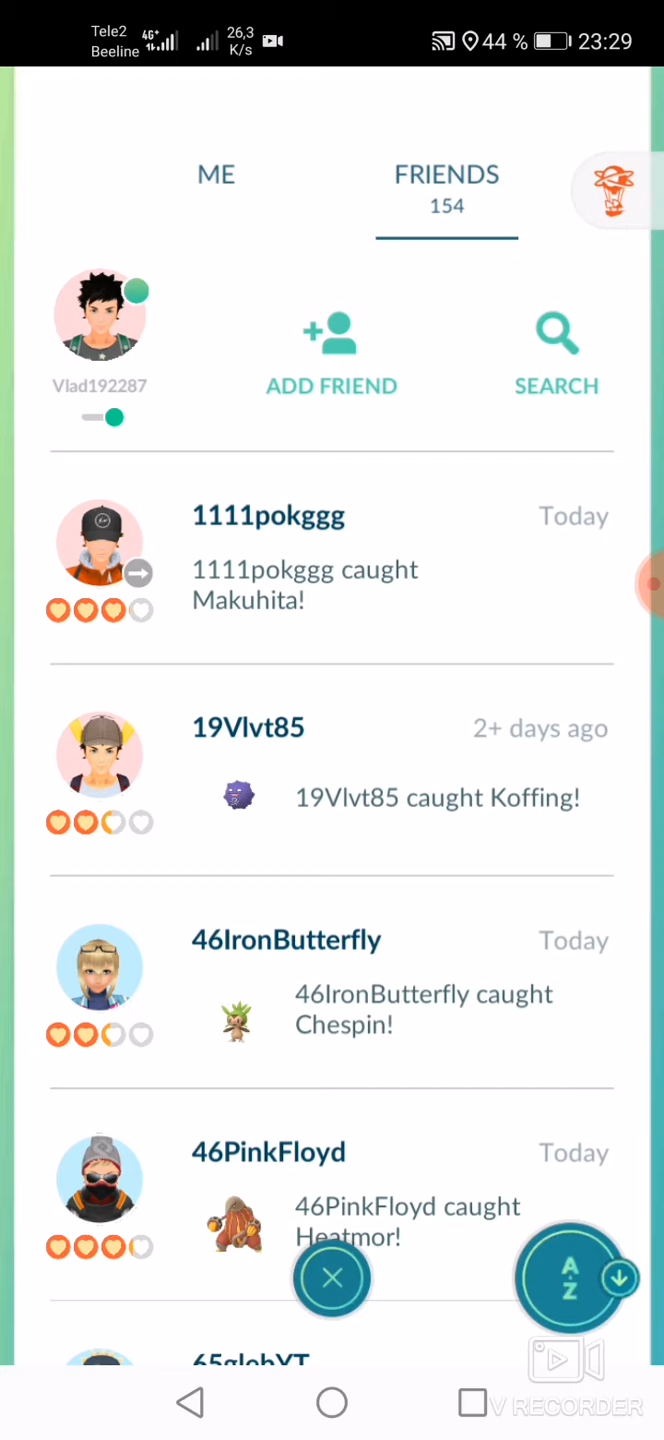 Tele2
Beeline
4G+
26,3
K/s
44 %
23:29
ME
FRIENDS
154
Vlad192287
ADD FRIEND
SEARCH
1111pokggg
Today
1111pokggg caught
Makuhita!
19Vlvt85
2+ days ago
19Vlvt85 caught Koffing!
46IronButterfly
Today
46IronButterfly caught
Chespin!
46PinkFloyd
Today
46PinkFloyd caught
Heatmor!
A
Z
V RECORDER